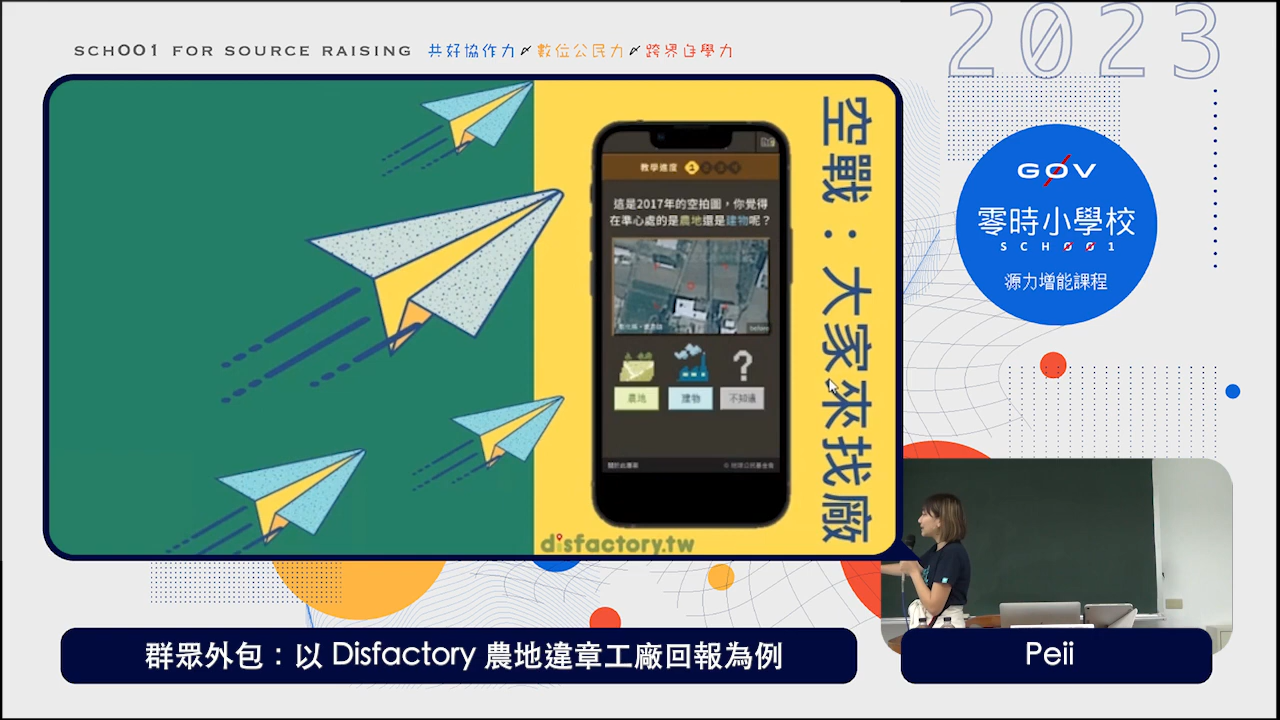 SCH001 FOR SOURCE RAISING 共好協作力 數位公民力 跨界自學力
2023
G0V
零時小學校
SCH001
源力增能課程
空戰：大家來找廠
教學進度 1 2 3 4
這是2017年的空拍圖，你覺得
在準心處的是農地還是建物呢？
before
農地 建物 不知道
disfactory.tw
群眾外包：以 Disfactory 農地違章工廠回報為例
Peii